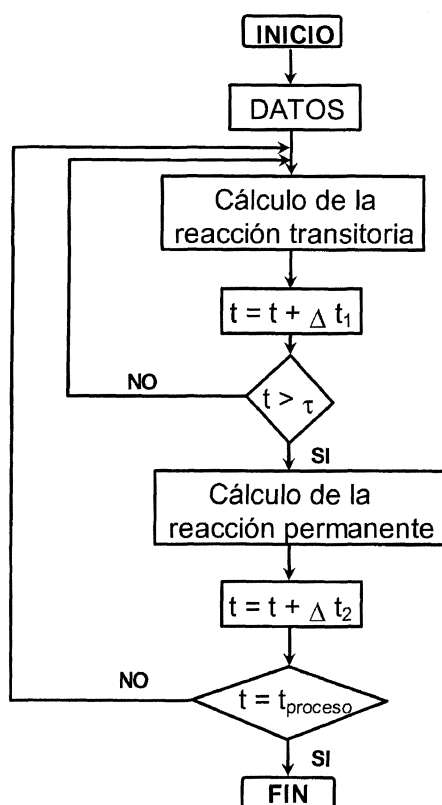 INICIO
DATOS
Cálculo de la
reacción transitoria
t = t + Δ t₁
NO
t > τ
SI
Cálculo de la
reacción permanente
t = t + Δ t₂
NO
t = tproceso
SI
FIN